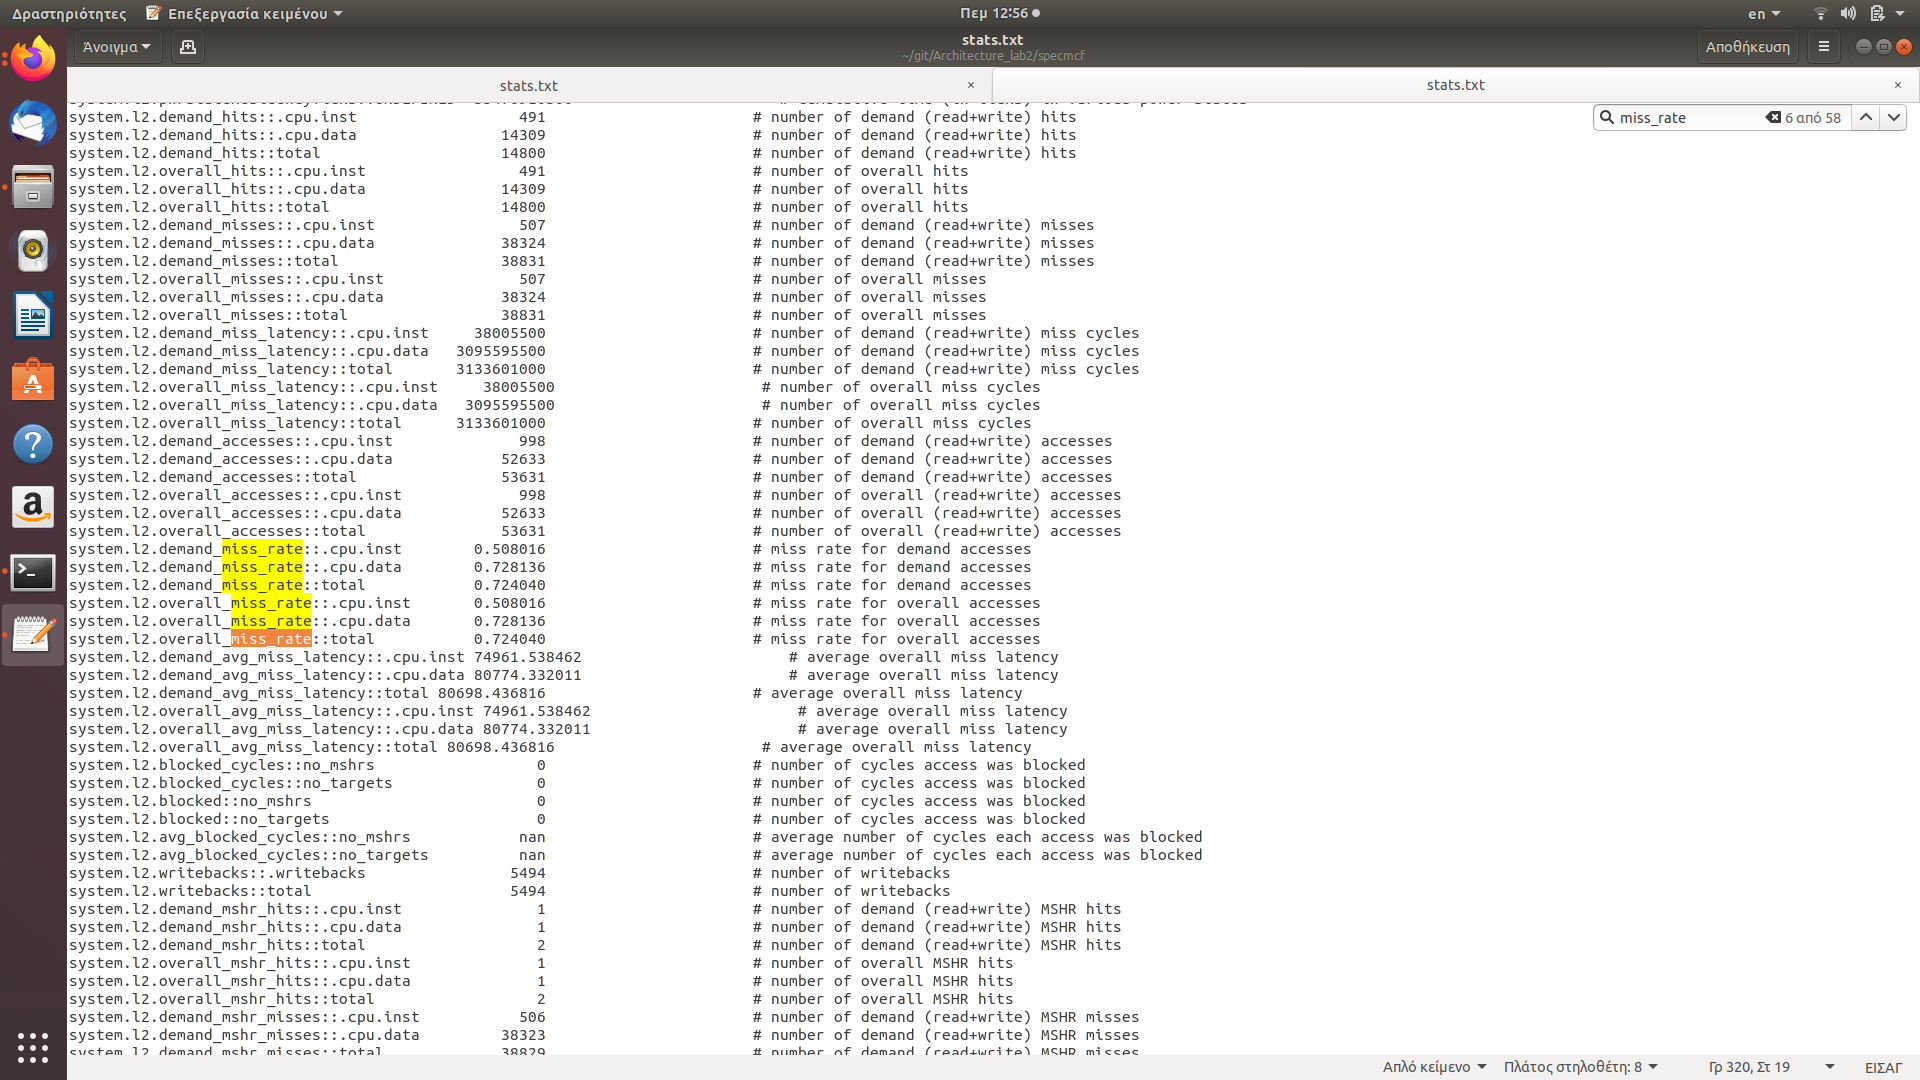 Δραστηριότητες Επεξεργασία κειμένου Πεμ 12:56 en
Άνοιγμα stats.txt Αποθήκευση
~/git/Architecture_lab2/specmcf
stats.txt × stats.txt ×
miss_rate 6 από 58
system.l2.demand_hits::.cpu.inst 491 # number of demand (read+write) hits
system.l2.demand_hits::.cpu.data 14309 # number of demand (read+write) hits
system.l2.demand_hits::total 14800 # number of demand (read+write) hits
system.l2.overall_hits::.cpu.inst 491 # number of overall hits
system.l2.overall_hits::.cpu.data 14309 # number of overall hits
system.l2.overall_hits::total 14800 # number of overall hits
system.l2.demand_misses::.cpu.inst 507 # number of demand (read+write) misses
system.l2.demand_misses::.cpu.data 38324 # number of demand (read+write) misses
system.l2.demand_misses::total 38831 # number of demand (read+write) misses
system.l2.overall_misses::.cpu.inst 507 # number of overall misses
system.l2.overall_misses::.cpu.data 38324 # number of overall misses
system.l2.overall_misses::total 38831 # number of overall misses
system.l2.demand_miss_latency::.cpu.inst 38005500 # number of demand (read+write) miss cycles
system.l2.demand_miss_latency::.cpu.data 3095595500 # number of demand (read+write) miss cycles
system.l2.demand_miss_latency::total 3133601000 # number of demand (read+write) miss cycles
system.l2.overall_miss_latency::.cpu.inst 38005500 # number of overall miss cycles
system.l2.overall_miss_latency::.cpu.data 3095595500 # number of overall miss cycles
system.l2.overall_miss_latency::total 3133601000 # number of overall miss cycles
system.l2.demand_accesses::.cpu.inst 998 # number of demand (read+write) accesses
system.l2.demand_accesses::.cpu.data 52633 # number of demand (read+write) accesses
system.l2.demand_accesses::total 53631 # number of demand (read+write) accesses
system.l2.overall_accesses::.cpu.inst 998 # number of overall (read+write) accesses
system.l2.overall_accesses::.cpu.data 52633 # number of overall (read+write) accesses
system.l2.overall_accesses::total 53631 # number of overall (read+write) accesses
system.l2.demand_miss_rate::.cpu.inst 0.508016 # miss rate for demand accesses
system.l2.demand_miss_rate::.cpu.data 0.728136 # miss rate for demand accesses
system.l2.demand_miss_rate::total 0.724040 # miss rate for demand accesses
system.l2.overall_miss_rate::.cpu.inst 0.508016 # miss rate for overall accesses
system.l2.overall_miss_rate::.cpu.data 0.728136 # miss rate for overall accesses
system.l2.overall_miss_rate::total 0.724040 # miss rate for overall accesses
system.l2.demand_avg_miss_latency::.cpu.inst 74961.538462 # average overall miss latency
system.l2.demand_avg_miss_latency::.cpu.data 80774.332011 # average overall miss latency
system.l2.demand_avg_miss_latency::total 80698.436816 # average overall miss latency
system.l2.overall_avg_miss_latency::.cpu.inst 74961.538462 # average overall miss latency
system.l2.overall_avg_miss_latency::.cpu.data 80774.332011 # average overall miss latency
system.l2.overall_avg_miss_latency::total 80698.436816 # average overall miss latency
system.l2.blocked_cycles::no_mshrs 0 # number of cycles access was blocked
system.l2.blocked_cycles::no_targets 0 # number of cycles access was blocked
system.l2.blocked::no_mshrs 0 # number of cycles access was blocked
system.l2.blocked::no_targets 0 # number of cycles access was blocked
system.l2.avg_blocked_cycles::no_mshrs nan # average number of cycles each access was blocked
system.l2.avg_blocked_cycles::no_targets nan # average number of cycles each access was blocked
system.l2.writebacks::.writebacks 5494 # number of writebacks
system.l2.writebacks::total 5494 # number of writebacks
system.l2.demand_mshr_hits::.cpu.inst 1 # number of demand (read+write) MSHR hits
system.l2.demand_mshr_hits::.cpu.data 1 # number of demand (read+write) MSHR hits
system.l2.demand_mshr_hits::total 2 # number of demand (read+write) MSHR hits
system.l2.overall_mshr_hits::.cpu.inst 1 # number of overall MSHR hits
system.l2.overall_mshr_hits::.cpu.data 1 # number of overall MSHR hits
system.l2.overall_mshr_hits::total 2 # number of overall MSHR hits
system.l2.demand_mshr_misses::.cpu.inst 506 # number of demand (read+write) MSHR misses
system.l2.demand_mshr_misses::.cpu.data 38323 # number of demand (read+write) MSHR misses
system.l2.demand_mshr_misses::total 38829 # number of demand (read+write) MSHR misses
Απλό κείμενο Πλάτος στηλοθέτη: 8 Γρ 320, Στ 19 ΕΙΣΑΓ